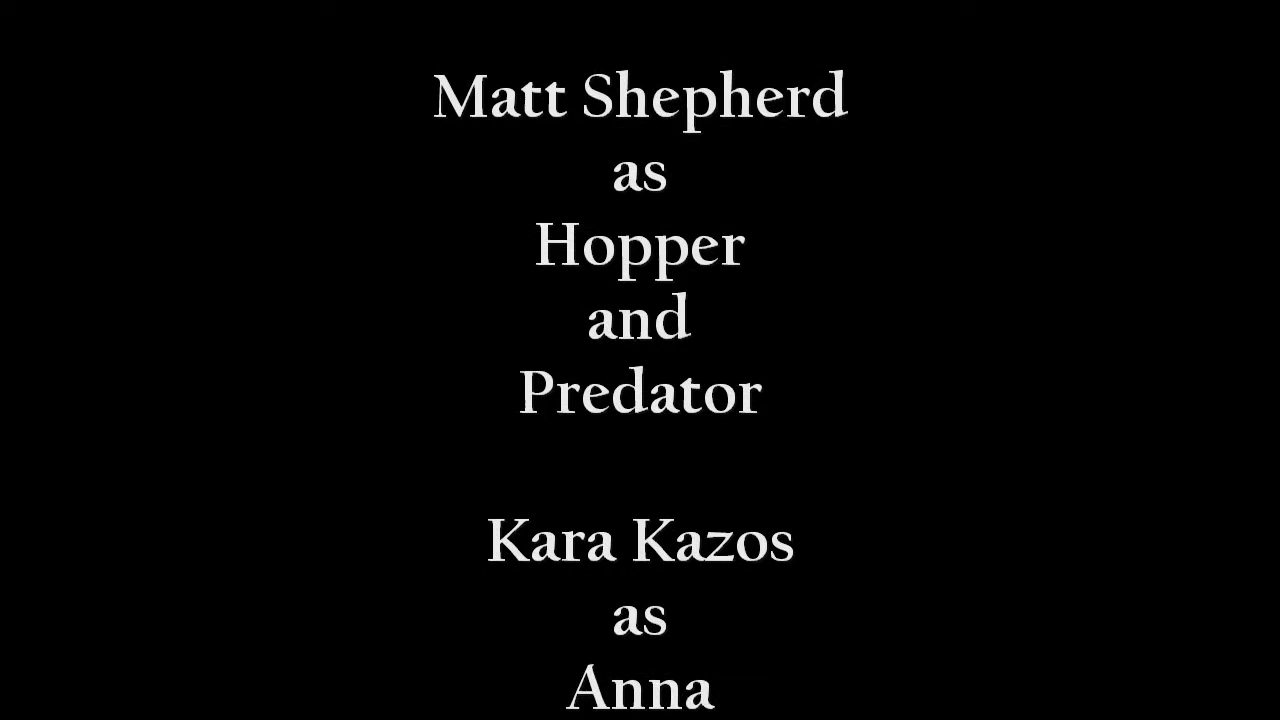 Matt Shepherd
as
Hopper
and
Predator
Kara Kazos
as
Anna